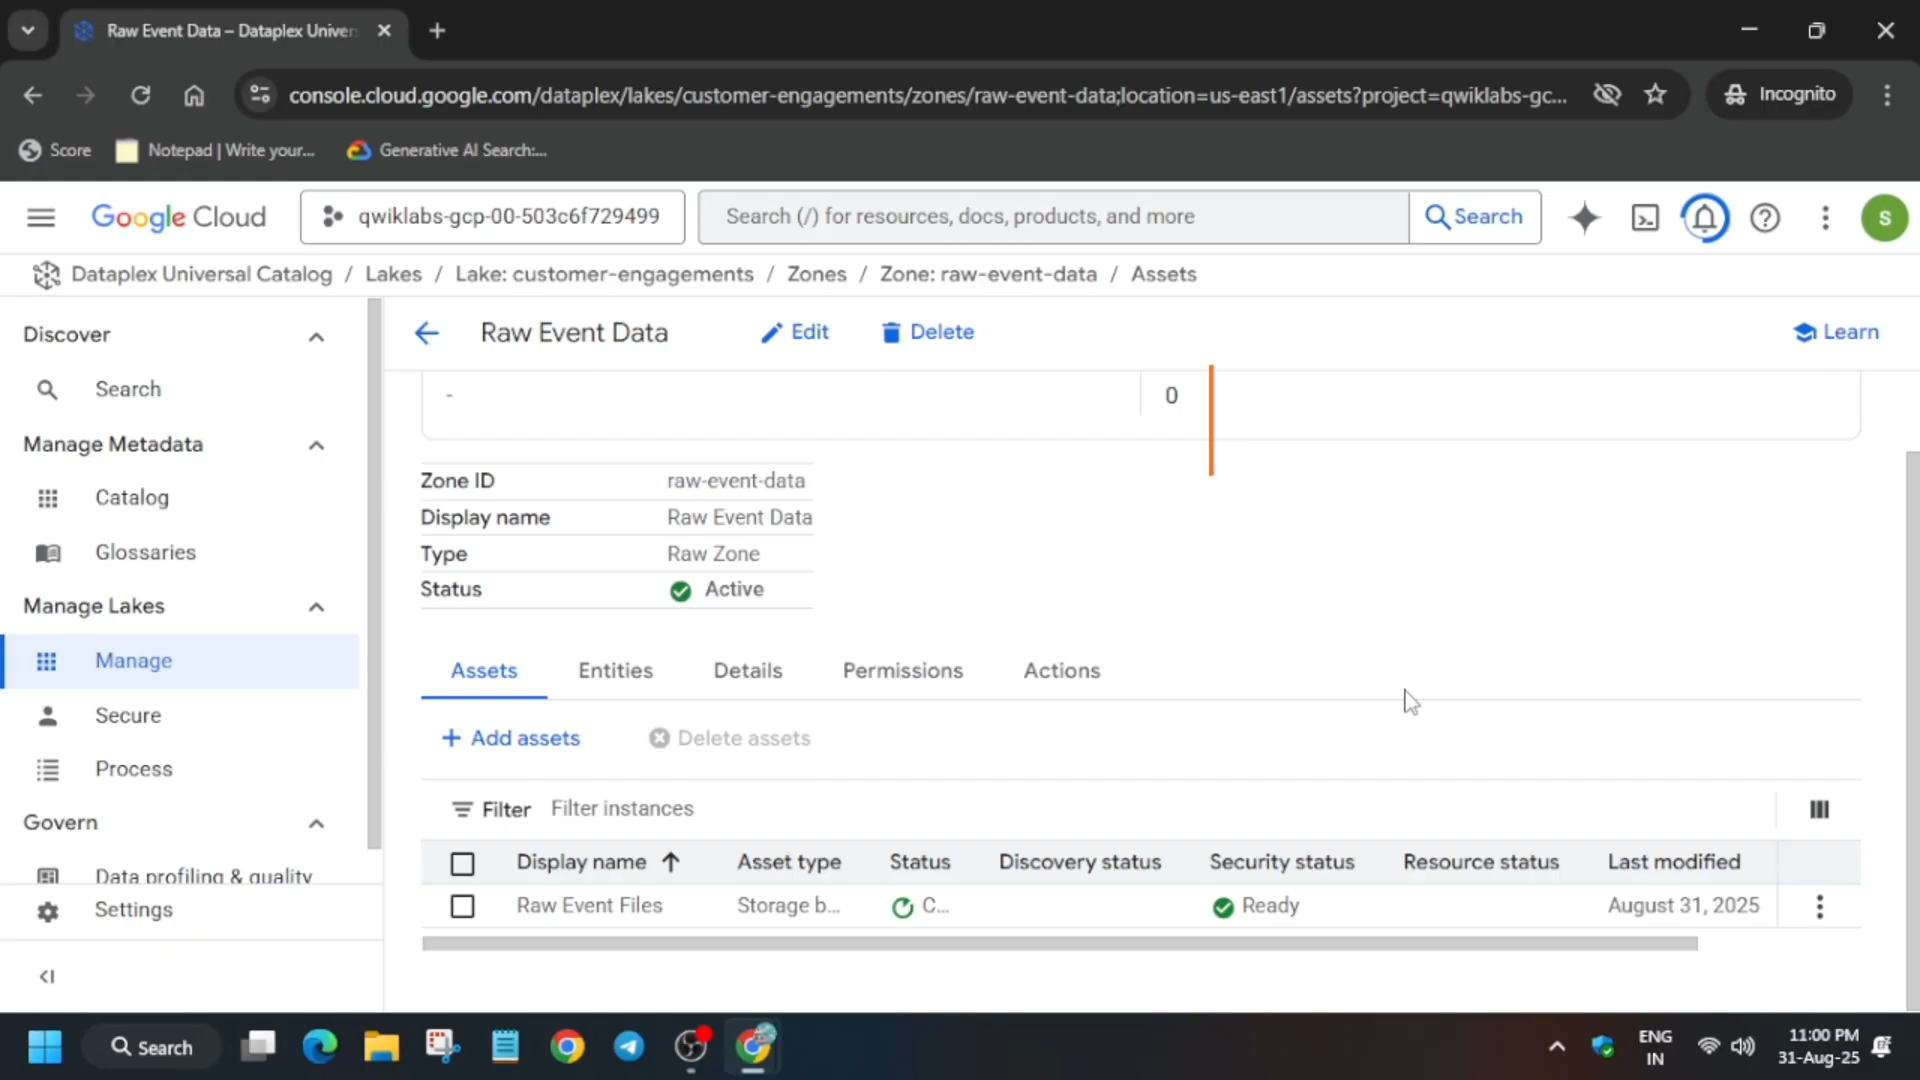 Raw Event Data – Dataplex Univer
console.cloud.google.com/dataplex/lakes/customer-engagements/zones/raw-event-data;location=us-east1/assets?project=qwiklabs-gc...
Incognito
Score
Notepad | Write your...
Generative AI Search:...
Google Cloud
qwiklabs-gcp-00-503c6f729499
Search (/) for resources, docs, products, and more
Search
S
Dataplex Universal Catalog / Lakes / Lake: customer-engagements / Zones / Zone: raw-event-data / Assets
Discover
Search
Manage Metadata
Catalog
Glossaries
Manage Lakes
Manage
Secure
Process
Govern
Data profiling & quality
Settings
Raw Event Data
Edit
Delete
Learn
-
0
Zone ID raw-event-data
Display name Raw Event Data
Type Raw Zone
Status Active
Assets Entities Details Permissions Actions
Add assets
Delete assets
Filter Filter instances
Display name Asset type Status Discovery status Security status Resource status Last modified
Raw Event Files Storage b... C... Ready August 31, 2025
Search
ENG
IN
11:00 PM
31-Aug-25